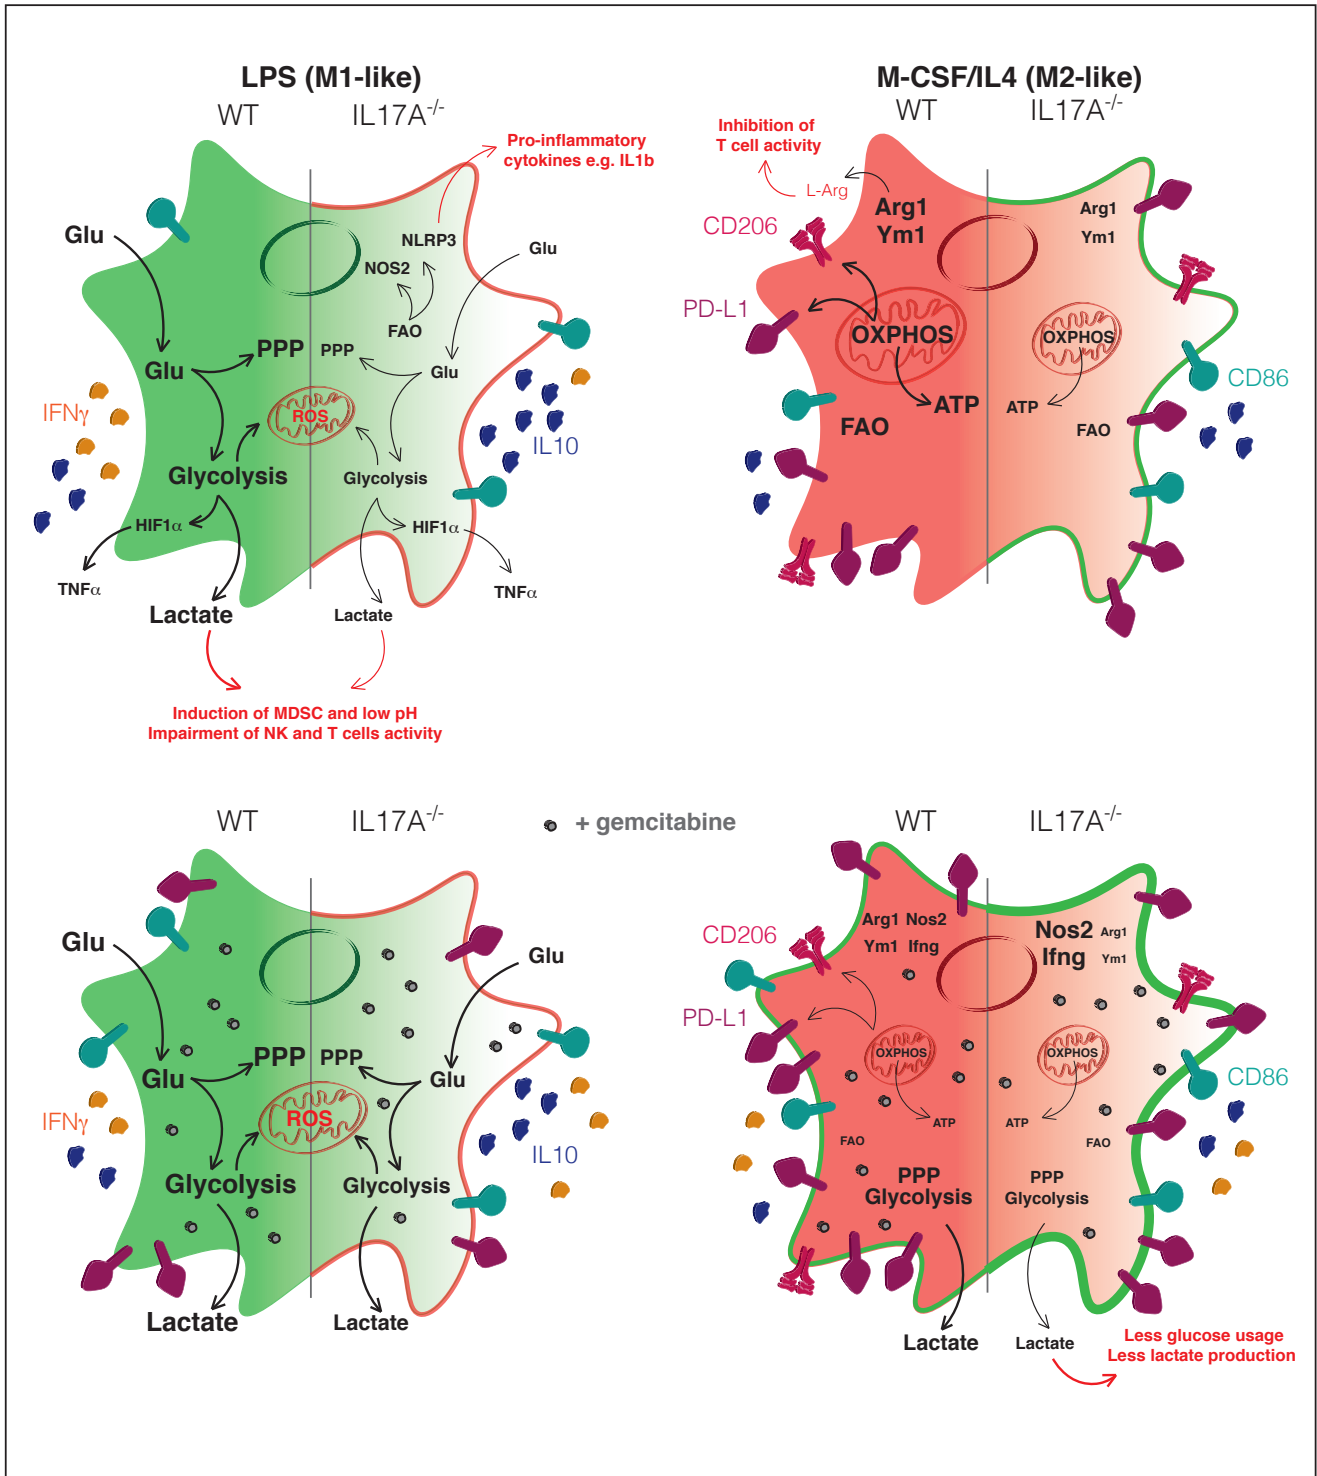 LPS (M1-like)
WT
IL17A-/-
Pro-inflammatory
cytokines e.g. IL1b
Glu
NLRP3
NOS2
Glu
FAO
PPP
PPP
Glu
Glu
IFNγ
ROS
IL10
Glycolysis
Glycolysis
HIF1α
HIF1α
TNFα
TNFα
Lactate
Lactate
Induction of MDSC and low pH
Impairment of NK and T cells activity
M-CSF/IL4 (M2-like)
WT
IL17A-/-
Inhibition of
T cell activity
L-Arg
Arg1
Ym1
Arg1
Ym1
CD206
PD-L1
OXPHOS
OXPHOS
CD86
ATP
ATP
FAO
FAO
WT
IL17A-/-
+ gemcitabine
Glu
Glu
PPP
PPP
Glu
Glu
IFNγ
ROS
IL10
Glycolysis
Glycolysis
Lactate
Lactate
WT
IL17A-/-
Arg1 Nos2
Ym1 Ifng
Nos2
Ifng
Arg1
Ym1
CD206
PD-L1
OXPHOS
OXPHOS
CD86
ATP
ATP
FAO
FAO
PPP
Glycolysis
PPP
Glycolysis
Lactate
Lactate
Less glucose usage
Less lactate production